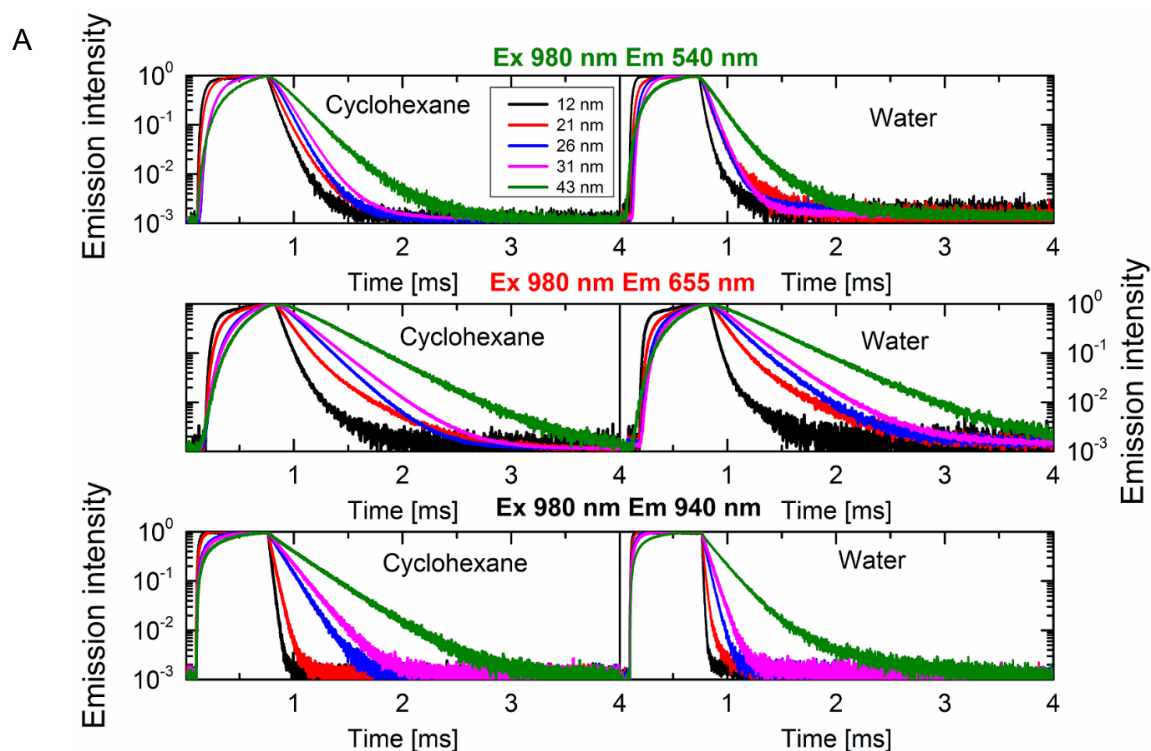 A
Ex 980 nm Em 540 nm
Emission intensity
10^0
10^-1
10^-2
10^-3
Cyclohexane
12 nm
21 nm
26 nm
31 nm
43 nm
Water
1 2 3 4 1 2 3 4
Time [ms] Time [ms]
Ex 980 nm Em 655 nm
Cyclohexane
Water
10^0
10^-1
10^-2
10^-3
Emission intensity
1 2 3 4 1 2 3 4
Time [ms] Time [ms]
Ex 980 nm Em 940 nm
Emission intensity
10^0
10^-1
10^-2
10^-3
Cyclohexane
Water
1 2 3 4 1 2 3 4
Time [ms] Time [ms]